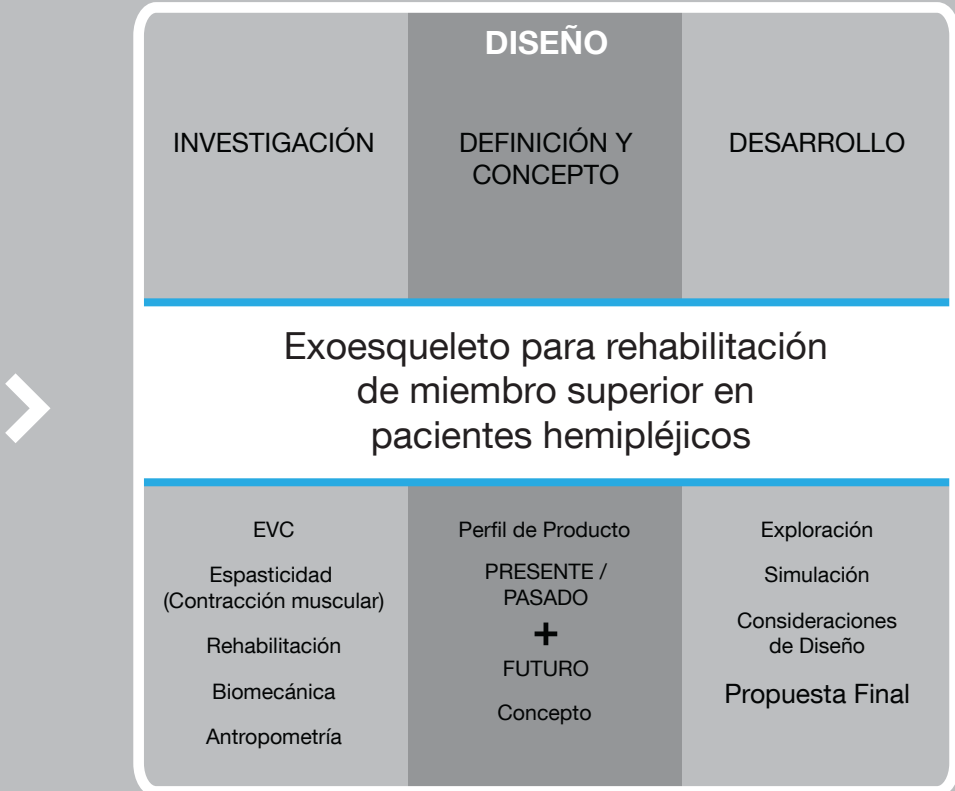 DISEÑO
INVESTIGACIÓN
DEFINICIÓN Y
CONCEPTO
DESARROLLO
Exoesqueleto para rehabilitación
de miembro superior en
pacientes hemipléjicos
EVC
Espasticidad
(Contracción muscular)
Rehabilitación
Biomecánica
Antropometría
Perfil de Producto
PRESENTE /
PASADO
+
FUTURO
Concepto
Exploración
Simulación
Consideraciones
de Diseño
Propuesta Final